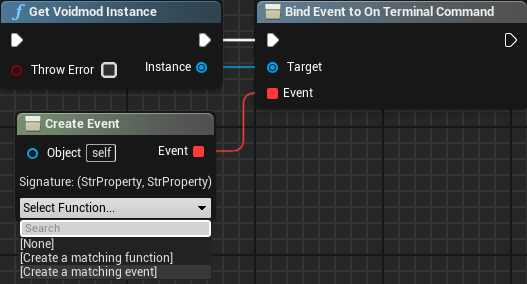 Get Voidmod Instance
Throw Error
Instance
Bind Event to On Terminal Command
Target
Event
Create Event
Object self
Event
Signature: (StrProperty, StrProperty)
Select Function...
Search
[None]
[Create a matching function]
[Create a matching event]